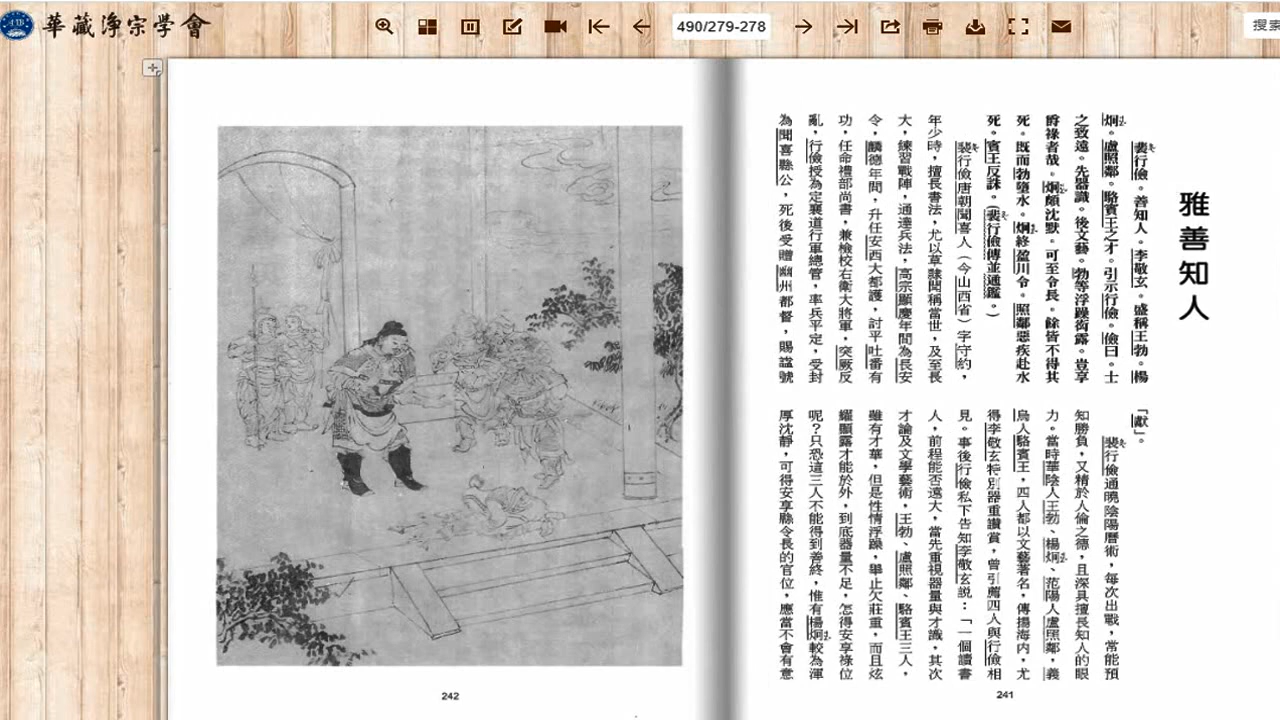 華藏淨宗學會
490/279-278
搜索
雅善知人
裴行儉。善知人。李敬玄。盛稱王勃。楊
炯。盧照鄰。駱賓王之才。引示行儉。儉曰。士
之致遠。先器識。後文藝。勃等浮躁衒露。豈享
爵祿者哉。炯頗沈默。可至令長。餘皆不得其
死。既而勃墮水。炯終盈川令。照鄰惡疾赴水
死。賓王反誅。(裴行儉傳並通鑑。)
裴行儉唐朝聞喜人(今山西省)字守約,
年少時,擅長書法,尤以草隸聞稱當世,及至長
大,練習戰陣,通達兵法,高宗顯慶年間為長安
令,麟德年間,升任安西大都護,討平吐番有
功,任命禮部尚書,兼檢校右衛大將軍,突厥反
亂,行儉授為定襄道行軍總管,率兵平定,受封
為聞喜縣公,死後受贈幽州都督,賜諡號
「獻」。
裴行儉通曉陰陽曆術,每次出戰,常能預
知勝負,又精於人倫之德,且深具擅長知人的眼
力。當時華陰人王勃、楊炯、范陽人盧照鄰,義
烏人駱賓王,四人都以文藝著名,傳揚海內,尤
得李敬玄特別器重讚賞,曾引薦四人與行儉相
見。事後行儉私下告知李敬玄說:「一個讀書
人,前程能否遠大,當先重視器量與才識,其次
才論及文學藝術,王勃、盧照鄰、駱賓王三人,
雖有才華,但是性情浮躁,舉止欠莊重,而且炫
耀顯露才能於外,到底器量不足,怎得安享祿位
呢?只恐這三人不能得到善終,惟有楊炯較為渾
厚沈靜,可得安享縣令長的官位,應當不會有意
242
241